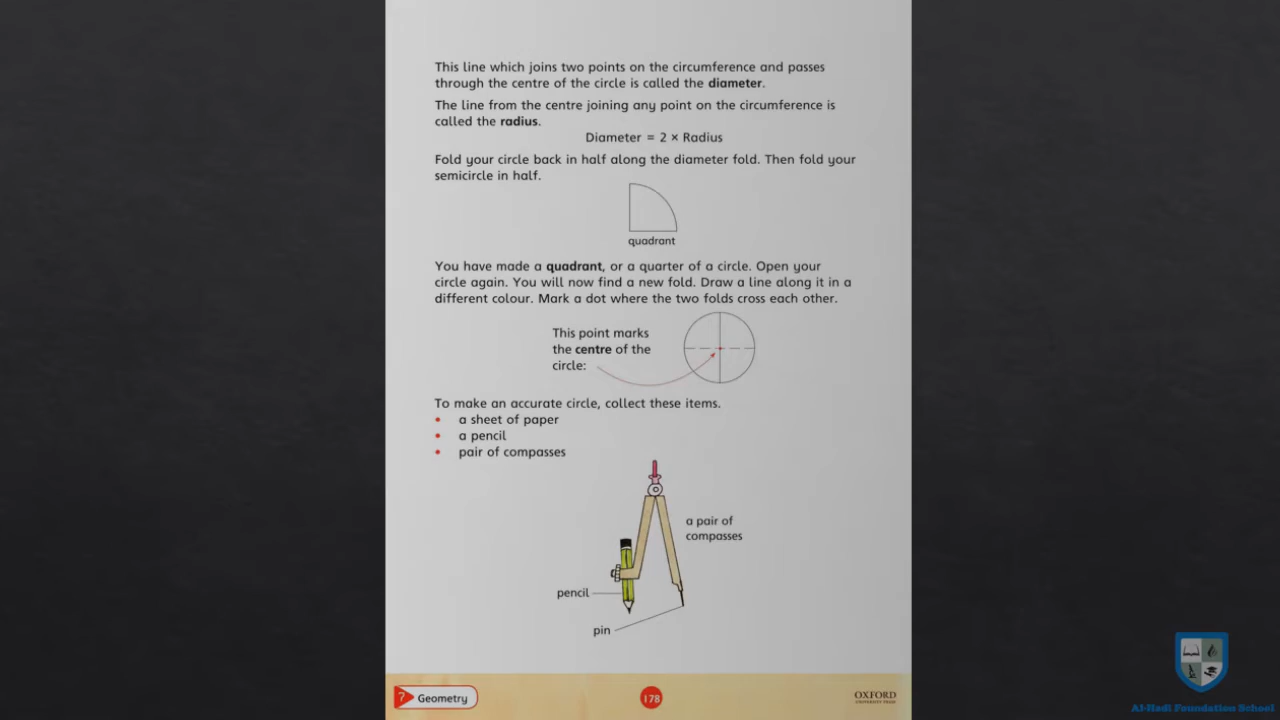 This line which joins two points on the circumference and passes
through the centre of the circle is called the diameter.
The line from the centre joining any point on the circumference is
called the radius.
Diameter = 2 × Radius
Fold your circle back in half along the diameter fold. Then fold your
semicircle in half.
quadrant
You have made a quadrant, or a quarter of a circle. Open your
circle again. You will now find a new fold. Draw a line along it in a
different colour. Mark a dot where the two folds cross each other.
This point marks
the centre of the
circle:
To make an accurate circle, collect these items.
• a sheet of paper
• a pencil
• pair of compasses
a pair of
compasses
pencil
pin
7 Geometry
178
OXFORD
UNIVERSITY PRESS
Al-Hadi Foundation School